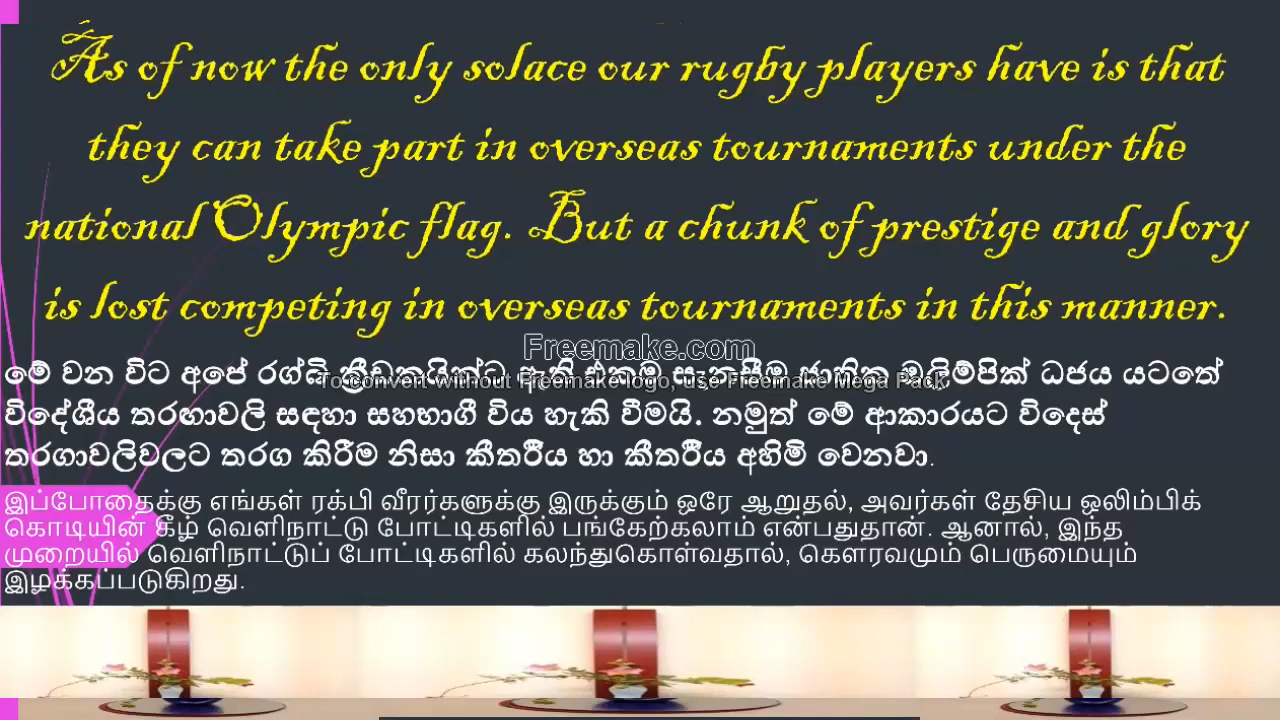 As of now the only solace our rugby players have is that
they can take part in overseas tournaments under the
national Olympic flag. But a chunk of prestige and glory
is lost competing in overseas tournaments in this manner.
Freemake.com
මේ වන විට අපේ රග්බි ක්‍රීඩකයින්ට ඇති එකම සැනසීම ජාතික ඔලිම්පික් ධජය යටතේ
To convert without Freemake logo, use Freemake Mega Pack
විදේශීය තරඟාවලි සඳහා සහභාගී විය හැකි වීමයි. නමුත් මේ ආකාරයට විදෙස්
තරගාවලිවලට තරග කිරීම නිසා කීර්තිය හා කීර්තිය අහිමි වෙනවා.
இப்போதைக்கு எங்கள் ரக்பி வீரர்களுக்கு இருக்கும் ஒரே ஆறுதல், அவர்கள் தேசிய ஒலிம்பிக்
கொடியின் கீழ் வெளிநாட்டு போட்டிகளில் பங்கேற்கலாம் என்பதுதான். ஆனால், இந்த
முறையில் வெளிநாட்டுப் போட்டிகளில் கலந்துகொள்வதால், கௌரவமும் பெருமையும்
இழக்கப்படுகிறது.